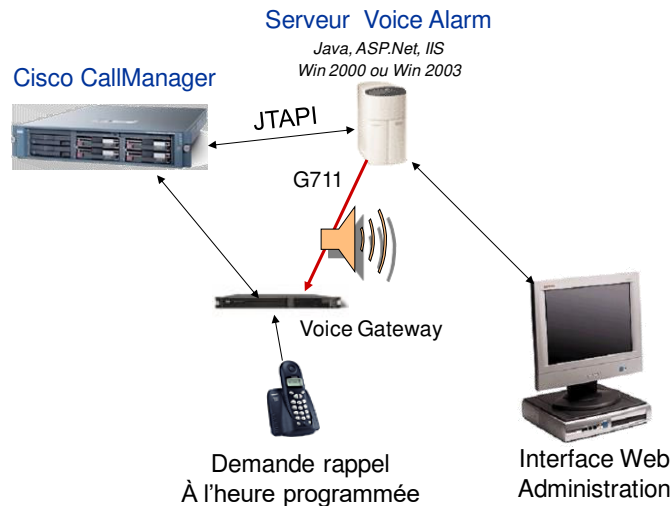 Serveur Voice Alarm
Java, ASP.Net, IIS
Win 2000 ou Win 2003
Cisco CallManager
JTAPI
G711
Voice Gateway
Demande rappel
À l'heure programmée
Interface Web
Administration